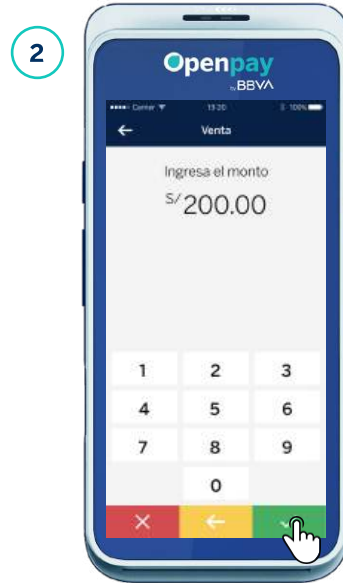 2
Openpay
by BBVA
Carrier 13:20 100%
Venta
Ingresa el monto
S/ 200.00
1 2 3
4 5 6
7 8 9
0